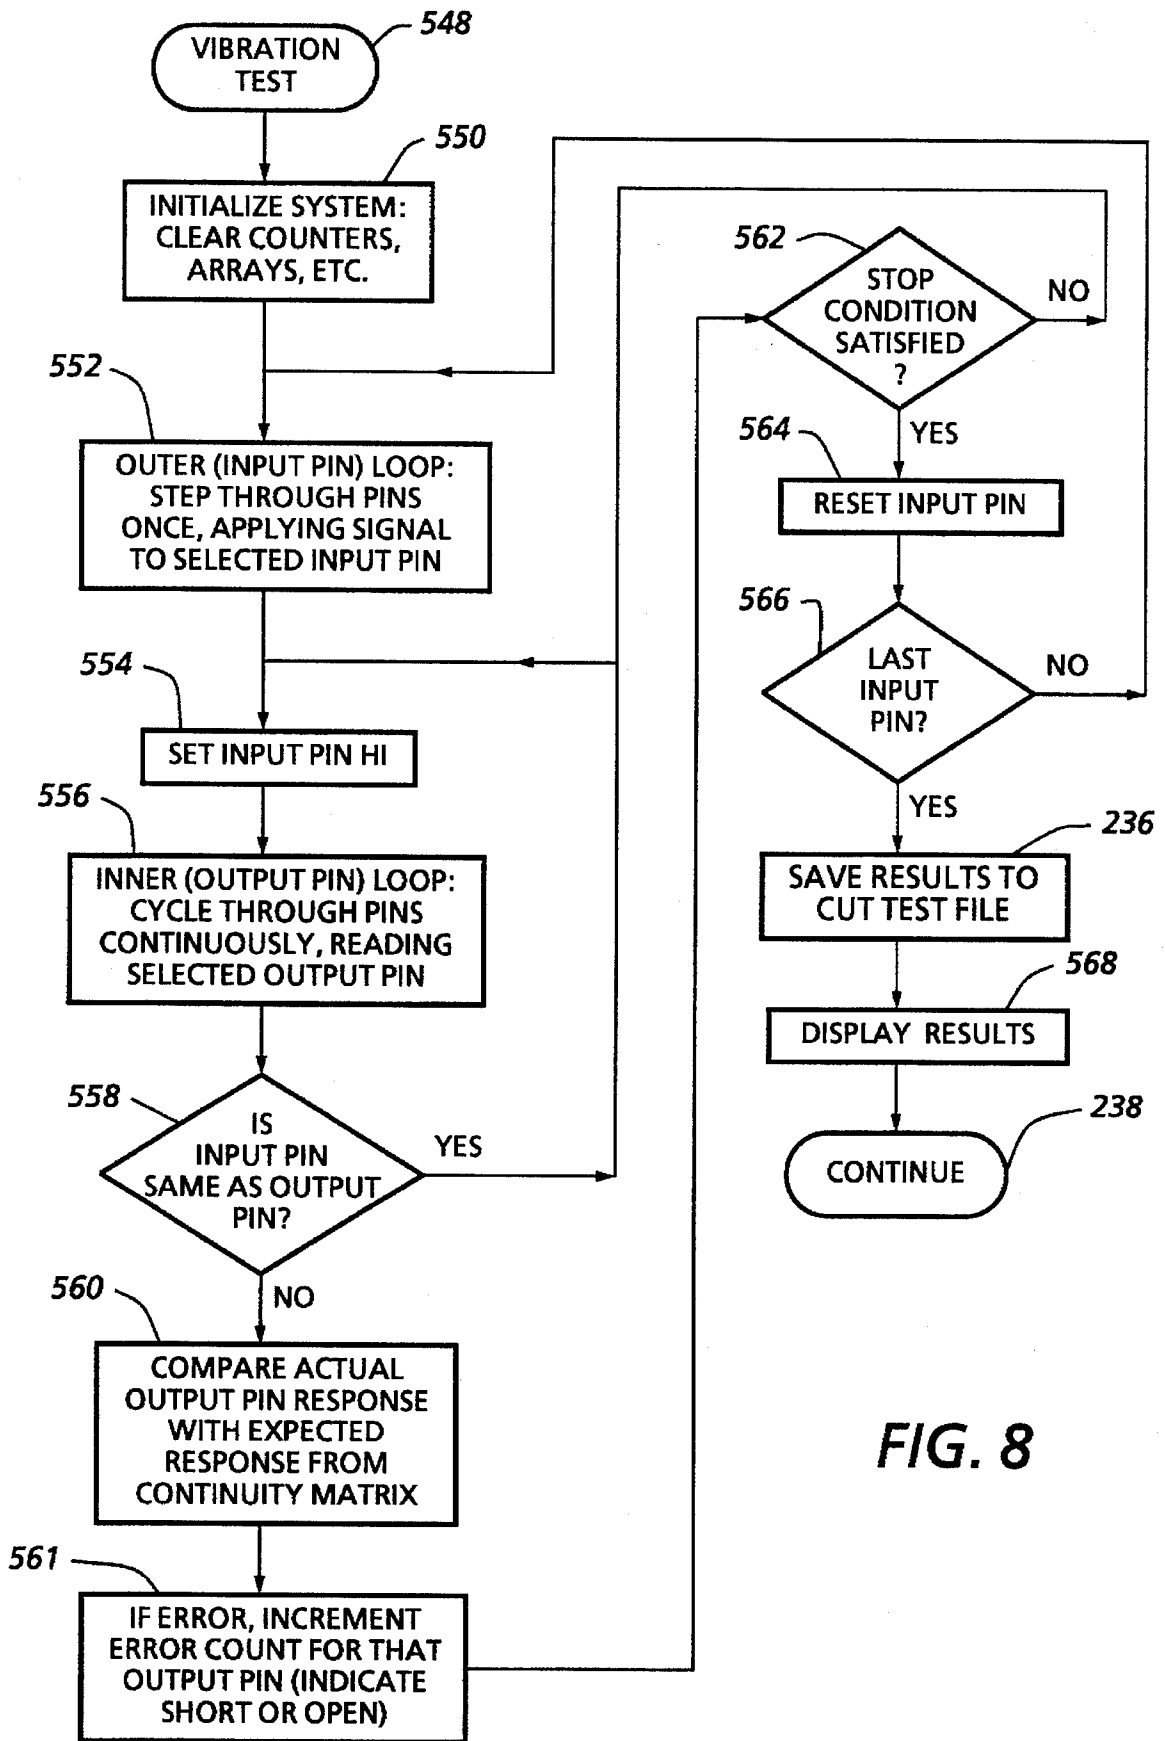 548
VIBRATION
TEST
550
INITIALIZE SYSTEM:
CLEAR COUNTERS,
ARRAYS, ETC.
552
OUTER (INPUT PIN) LOOP:
STEP THROUGH PINS
ONCE, APPLYING SIGNAL
TO SELECTED INPUT PIN
554
SET INPUT PIN HI
556
INNER (OUTPUT PIN) LOOP:
CYCLE THROUGH PINS
CONTINUOUSLY, READING
SELECTED OUTPUT PIN
558
IS
INPUT PIN
SAME AS OUTPUT
PIN?
YES
NO
560
COMPARE ACTUAL
OUTPUT PIN RESPONSE
WITH EXPECTED
RESPONSE FROM
CONTINUITY MATRIX
561
IF ERROR, INCREMENT
ERROR COUNT FOR THAT
OUTPUT PIN (INDICATE
SHORT OR OPEN)
562
STOP
CONDITION
SATISFIED
?
NO
YES
564
RESET INPUT PIN
566
LAST
INPUT
PIN?
NO
YES
236
SAVE RESULTS TO
CUT TEST FILE
568
DISPLAY RESULTS
238
CONTINUE
FIG. 8